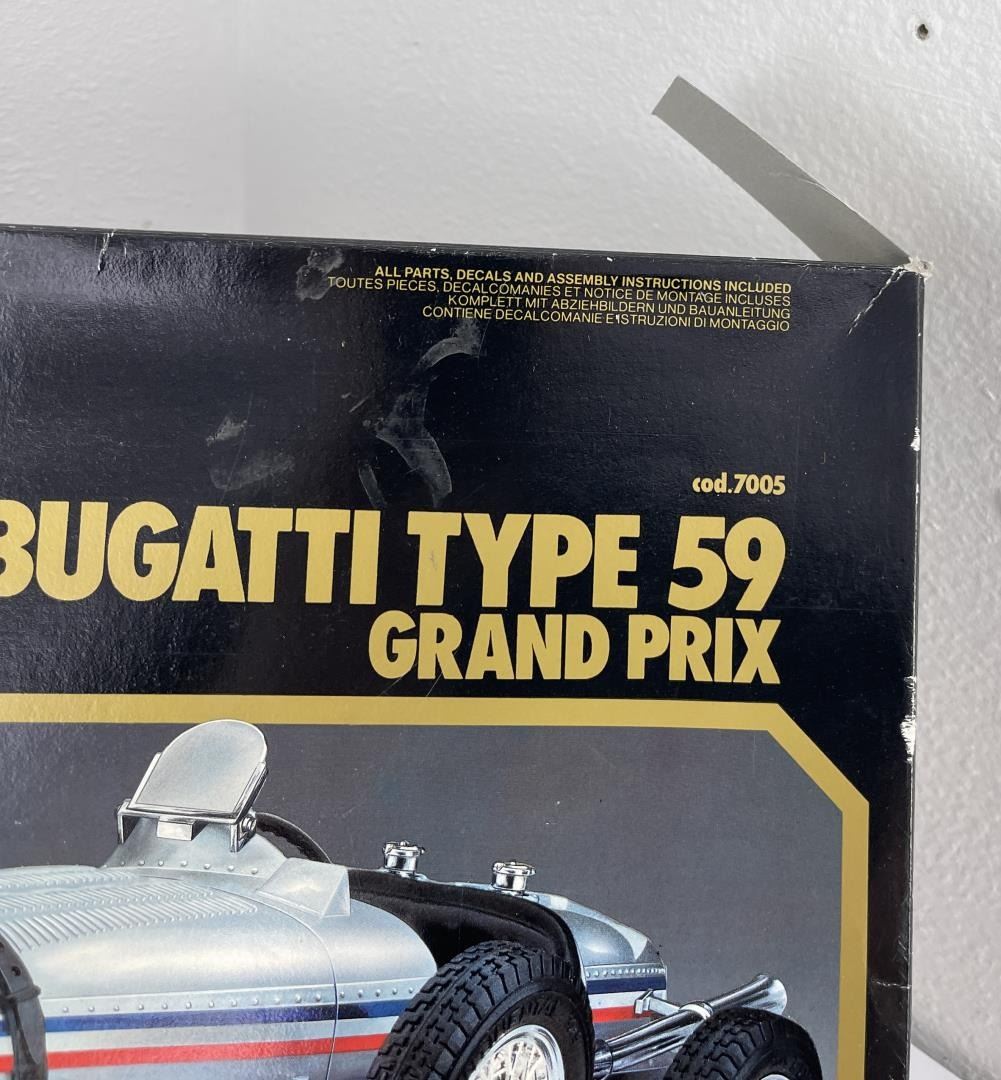 ALL PARTS, DECALS AND ASSEMBLY INSTRUCTIONS INCLUDED
TOUTES PIECES, DECALCOMANIES ET NOTICE DE MONTAGE INCLUSES
KOMPLETT MIT ABZIEHBILDERN UND BAUANLEITUNG
CONTIENE DECALCOMANIE E ISTRUZIONI DI MONTAGGIO
cod.7005
BUGATTI TYPE 59
GRAND PRIX